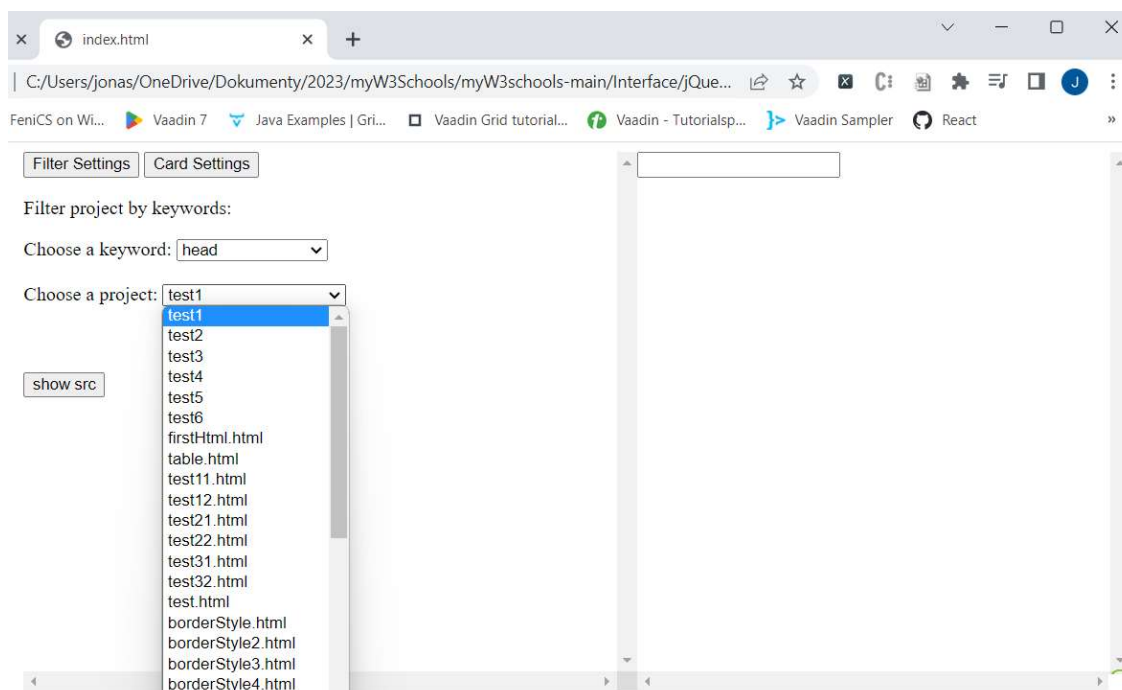 index.html
C:/Users/jonas/OneDrive/Dokumenty/2023/myW3Schools/myW3schools-main/Interface/jQue...
FeniCS on Wi... Vaadin 7 Java Examples | Gri... Vaadin Grid tutorial... Vaadin - Tutorialsp... Vaadin Sampler React »
Filter Settings Card Settings
Filter project by keywords:
Choose a keyword: head
Choose a project: test1
test1
test2
test3
test4
show src
test5
test6
firstHtml.html
table.html
test11.html
test12.html
test21.html
test22.html
test31.html
test32.html
test.html
borderStyle.html
borderStyle2.html
borderStyle3.html
borderStyle4.html